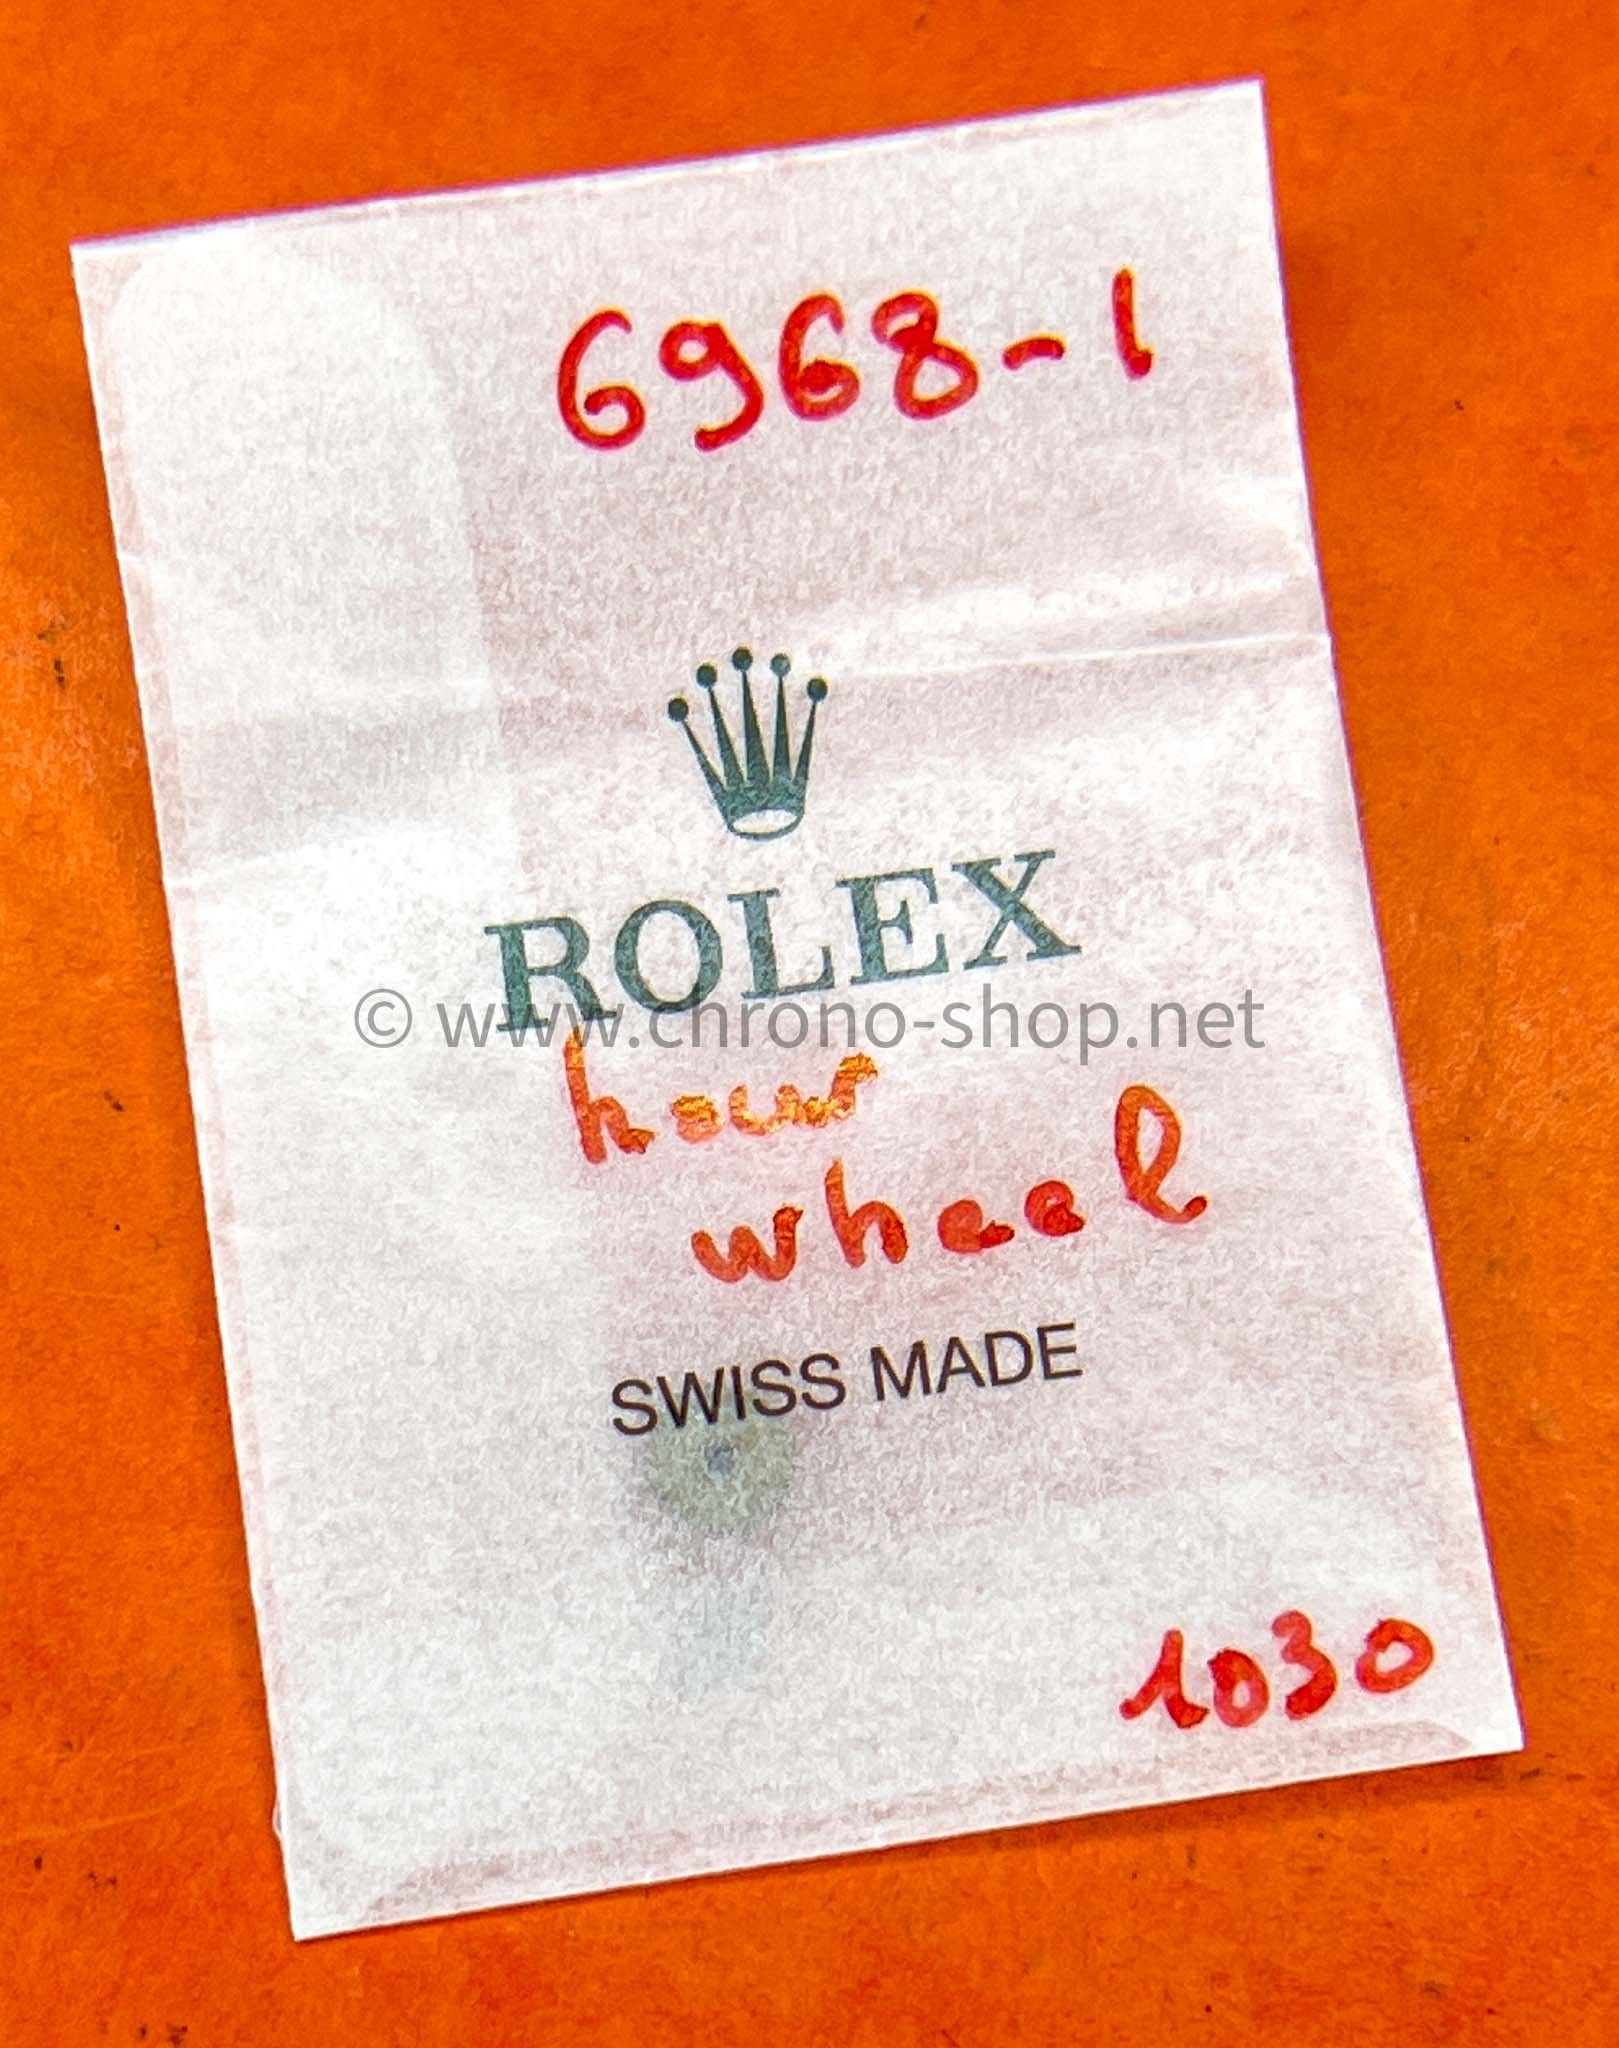 6968-1
ROLEX
© www.chrono-shop.net
hour
wheel
SWISS MADE
1030